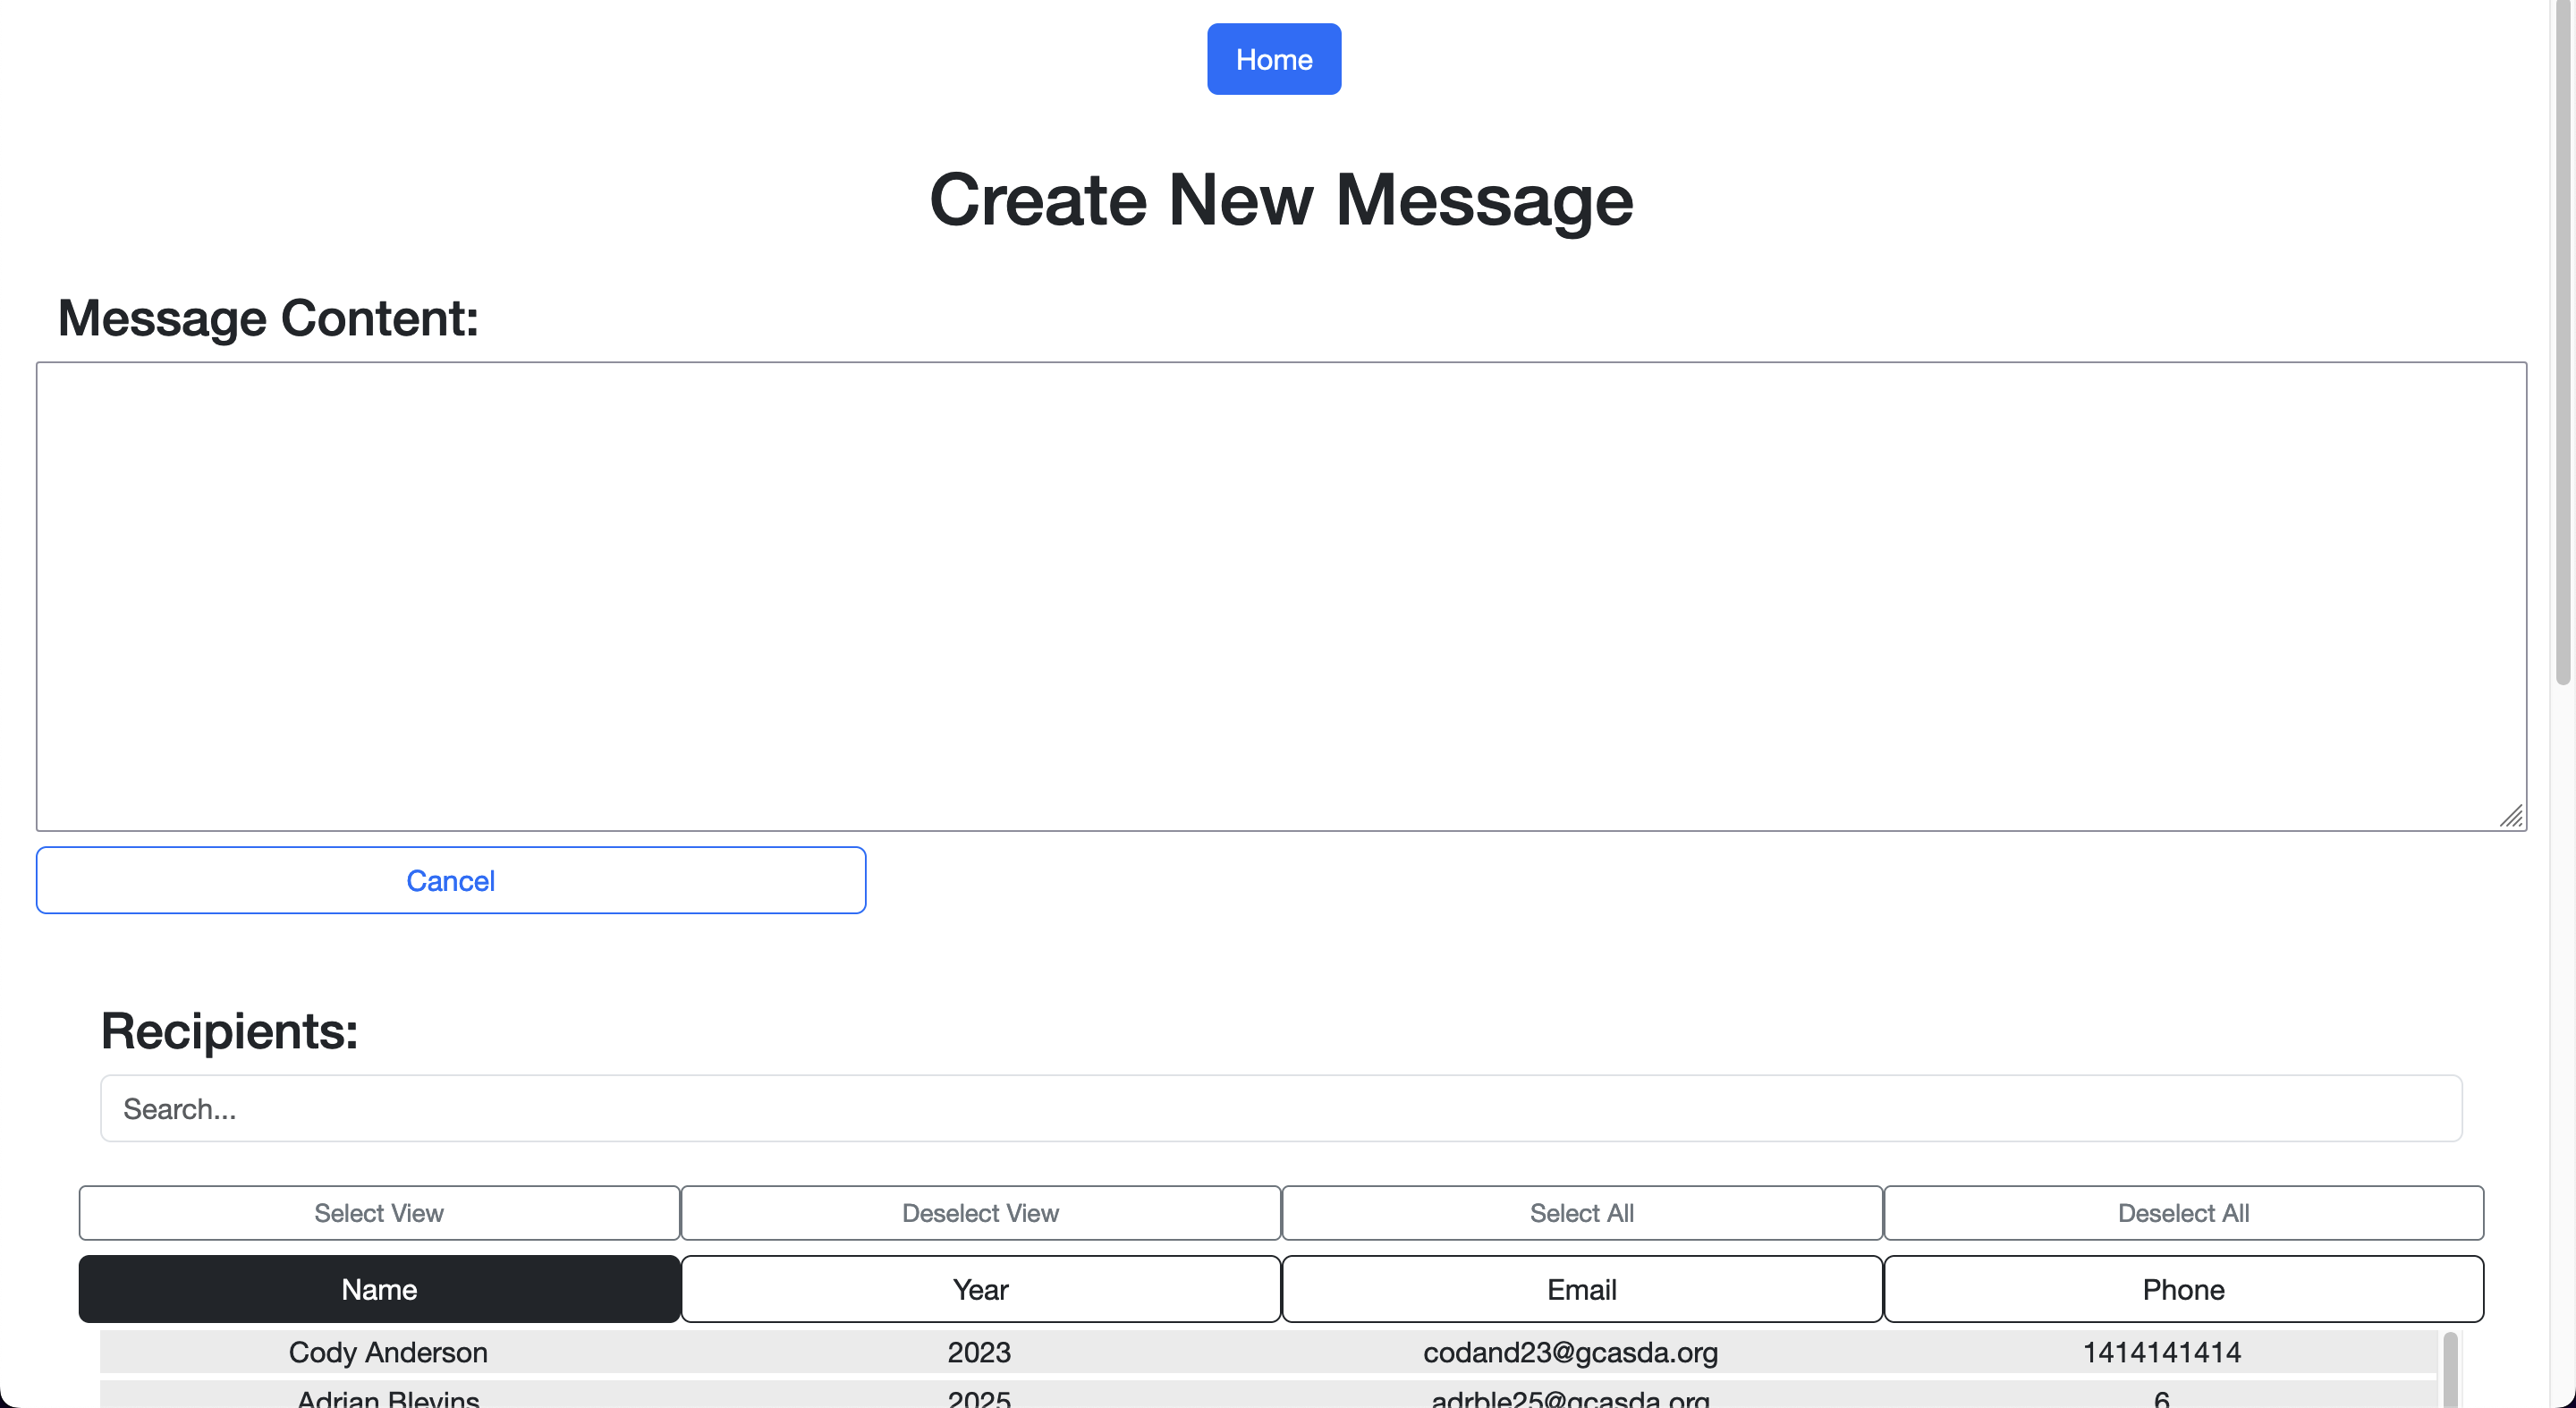 Home
Create New Message
Message Content:
Cancel
Recipients:
Search...
Select View Deselect View Select All Deselect All
Name Year Email Phone
Cody Anderson 2023 codand23@gcasda.org 1414141414
Adrian Blevins 2025 adrble25@gcasda.org 6